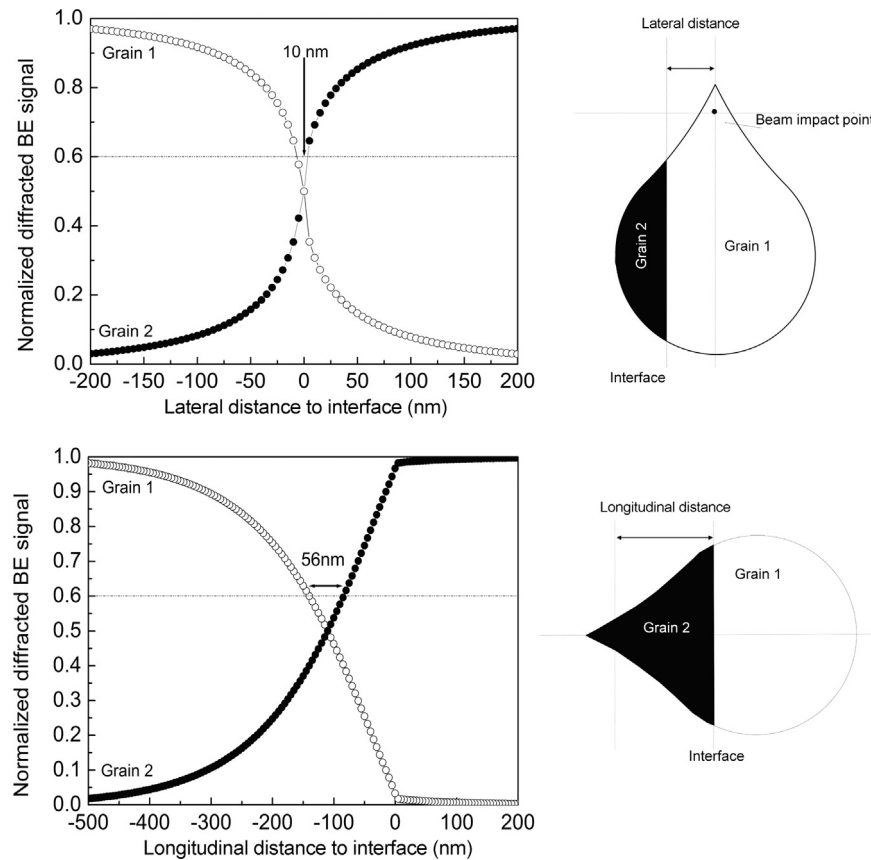 Normalized diffracted BE signal
1.0
0.8
0.6
0.4
0.2
0.0
Grain 1
10 nm
Grain 2
-200 -150 -100 -50 0 50 100 150 200
Lateral distance to interface (nm)
Lateral distance
Beam impact point
Grain 2
Grain 1
Interface
Normalized diffracted BE signal
1.0
0.9
0.8
0.7
0.6
0.5
0.4
0.3
0.2
0.1
0.0
Grain 1
56nm
Grain 2
-500 -400 -300 -200 -100 0 100 200
Longitudinal distance to interface (nm)
Longitudinal distance
Grain 1
Grain 2
Interface